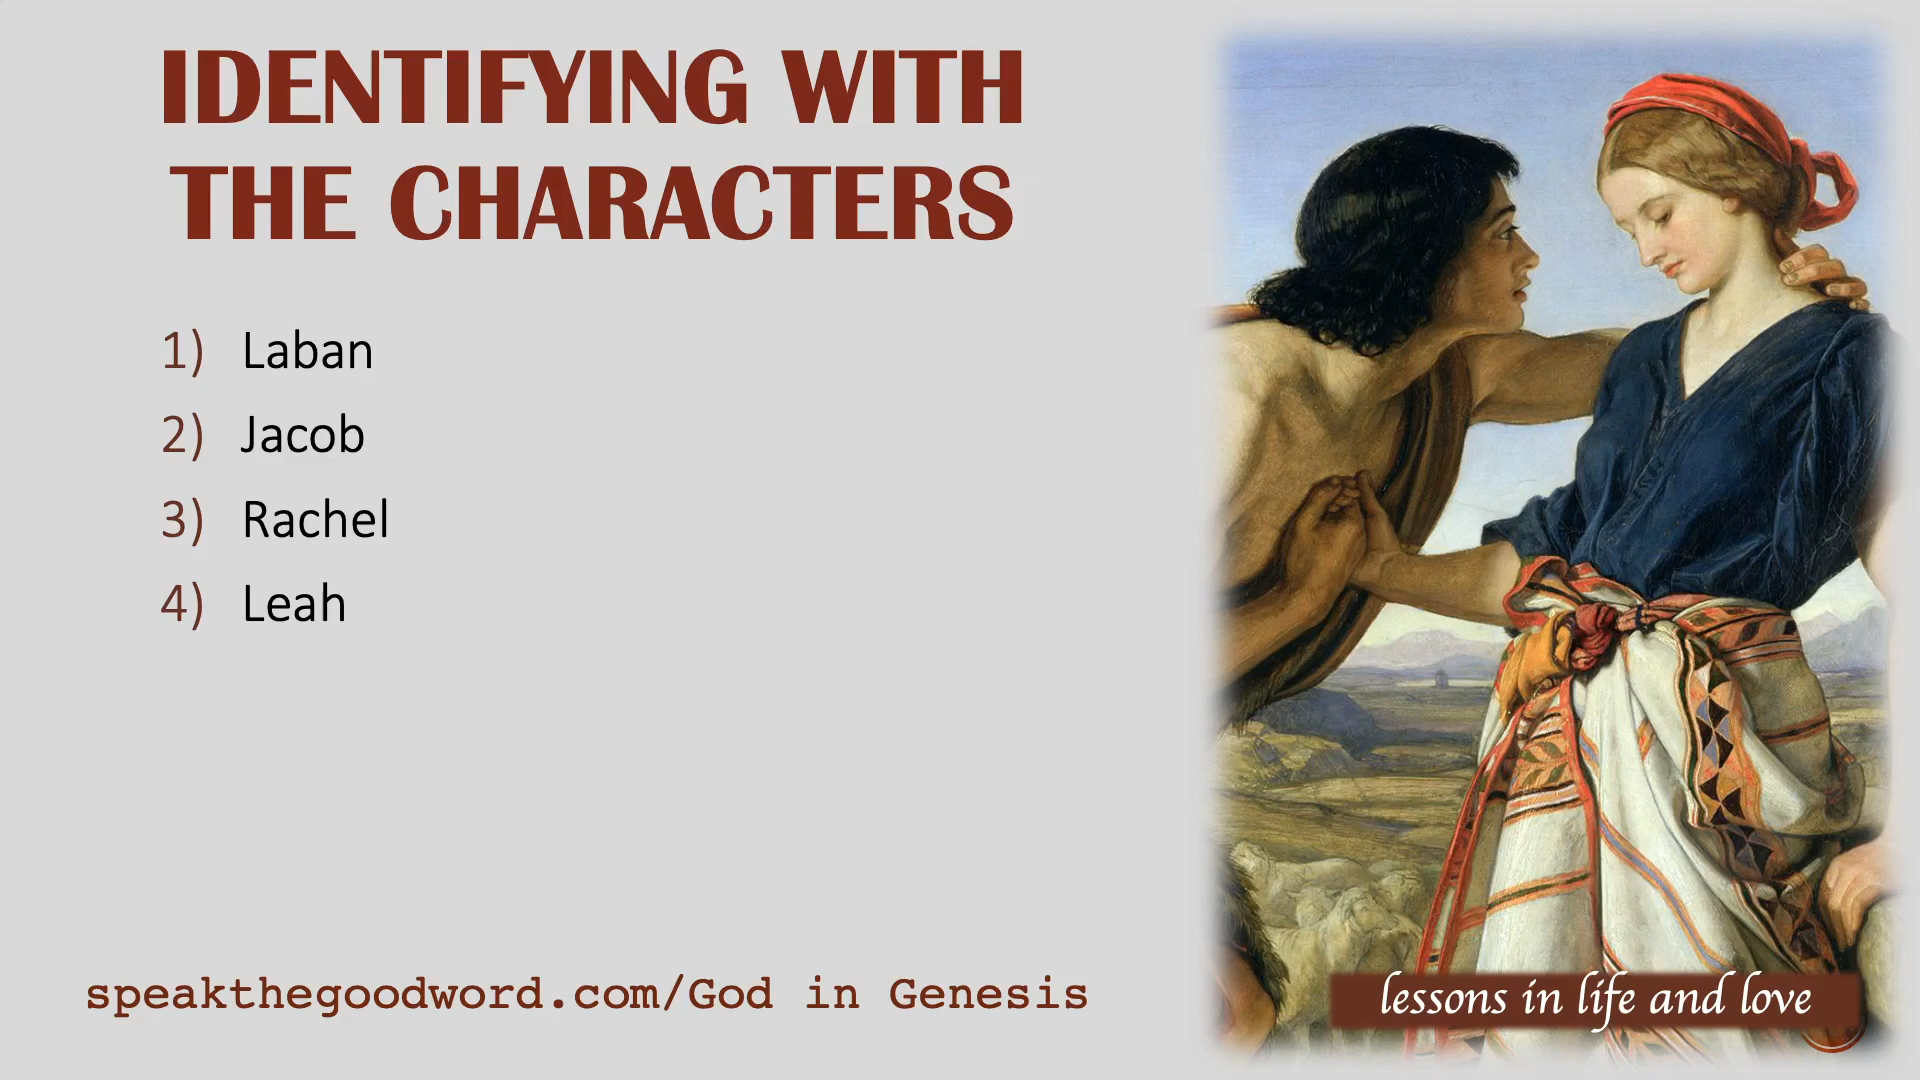 IDENTIFYING WITH
THE CHARACTERS
1) Laban
2) Jacob
3) Rachel
4) Leah
speakthegoodword.com/God in Genesis
lessons in life and love